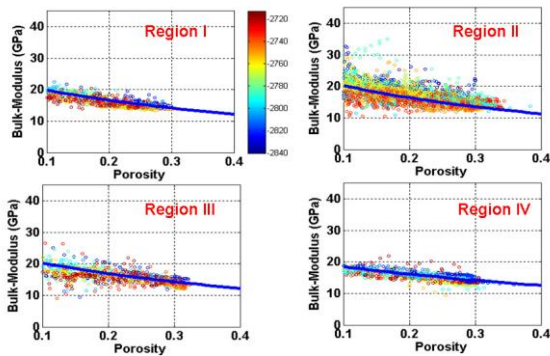 Region I
Bulk-Modulus (GPa)
40
30
20
10
0
0.1 0.2 0.3 0.4
Porosity
-2720
-2740
-2760
-2780
-2800
-2820
-2840
Region II
Bulk-Modulus (GPa)
40
30
20
10
0
0.1 0.2 0.3 0.4
Porosity
Region III
Bulk-Modulus (GPa)
40
30
20
10
0
0.1 0.2 0.3 0.4
Porosity
Region IV
Bulk-Modulus (GPa)
40
30
20
10
0
0.1 0.2 0.3 0.4
Porosity